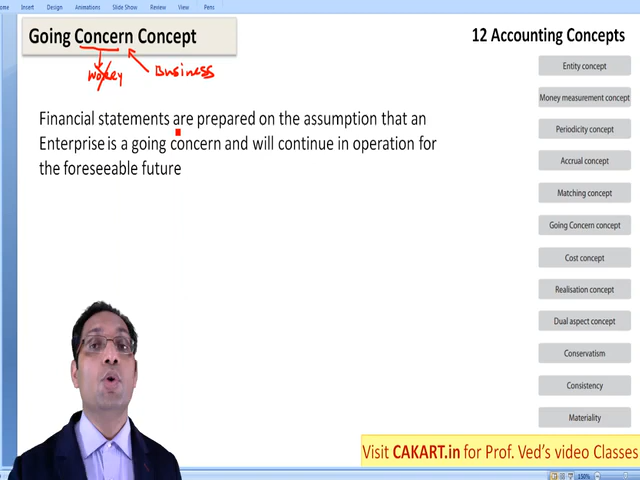 Home Insert Design Animations Slide Show Review View Pens
Going Concern Concept
12 Accounting Concepts
Business
Financial statements are prepared on the assumption that an
Enterprise is a going concern and will continue in operation for
the foreseeable future
Entity concept
Money measurement concept
Periodicity concept
Accrual concept
Matching concept
Going Concern concept
Cost concept
Realisation concept
Dual aspect concept
Conservatism
Consistency
Materiality
Visit CAKART.in for Prof. Ved's video Classes
150%